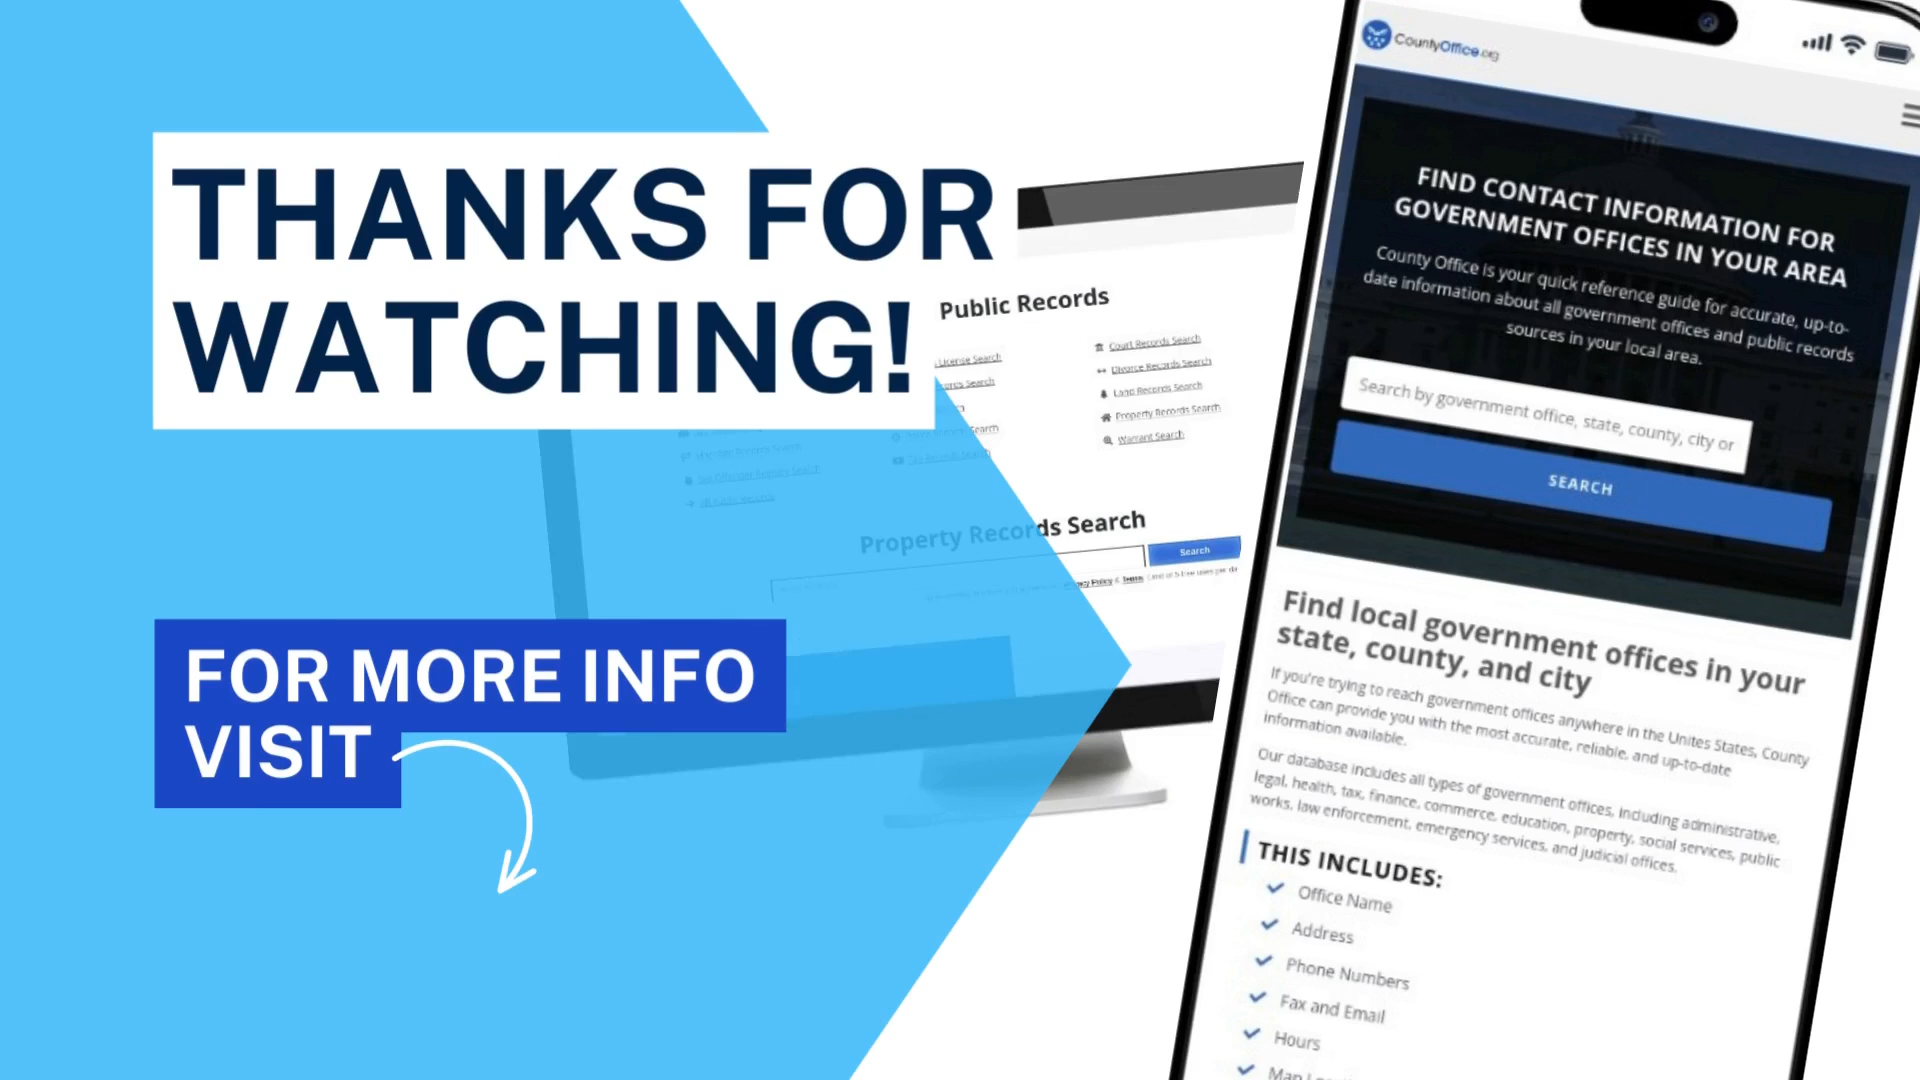 THANKS FOR
WATCHING!
FOR MORE INFO
VISIT
Public Records
License Search
Search
Search
Court Records Search
Divorce Records Search
Land Records Search
Property Records Search
Warrant Search
Property Records Search
Search
CountyOffice.org
FIND CONTACT INFORMATION FOR
GOVERNMENT OFFICES IN YOUR AREA
County Office is your quick reference guide for accurate, up-to-
date information about all government offices and public records
sources in your local area.
Search by government office, state, county, city or
SEARCH
Find local government offices in your
state, county, and city
If you're trying to reach government offices anywhere in the Unites States, County
Office can provide you with the most accurate, reliable, and up-to-date
information available.
Our database includes all types of government offices, including administrative,
legal, health, tax, finance, commerce, education, property, social services, public
works, law enforcement, emergency services, and judicial offices.
THIS INCLUDES:
Office Name
Address
Phone Numbers
Fax and Email
Hours